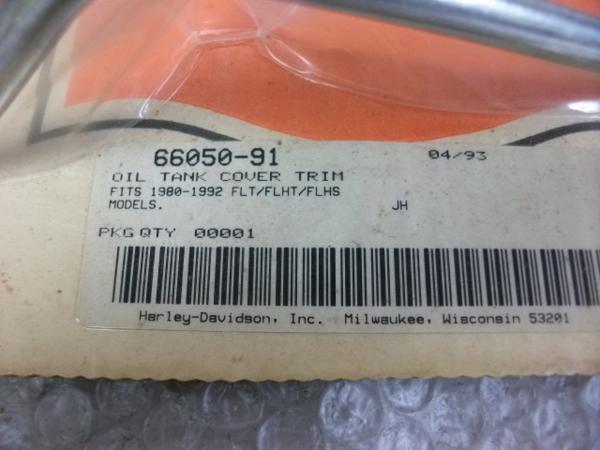 66050-91 04/93
OIL TANK COVER TRIM
FITS 1980-1992 FLT/FLHT/FLHS
MODELS. JH
PKG QTY 00001
Harley-Davidson, Inc. Milwaukee, Wisconsin 53201